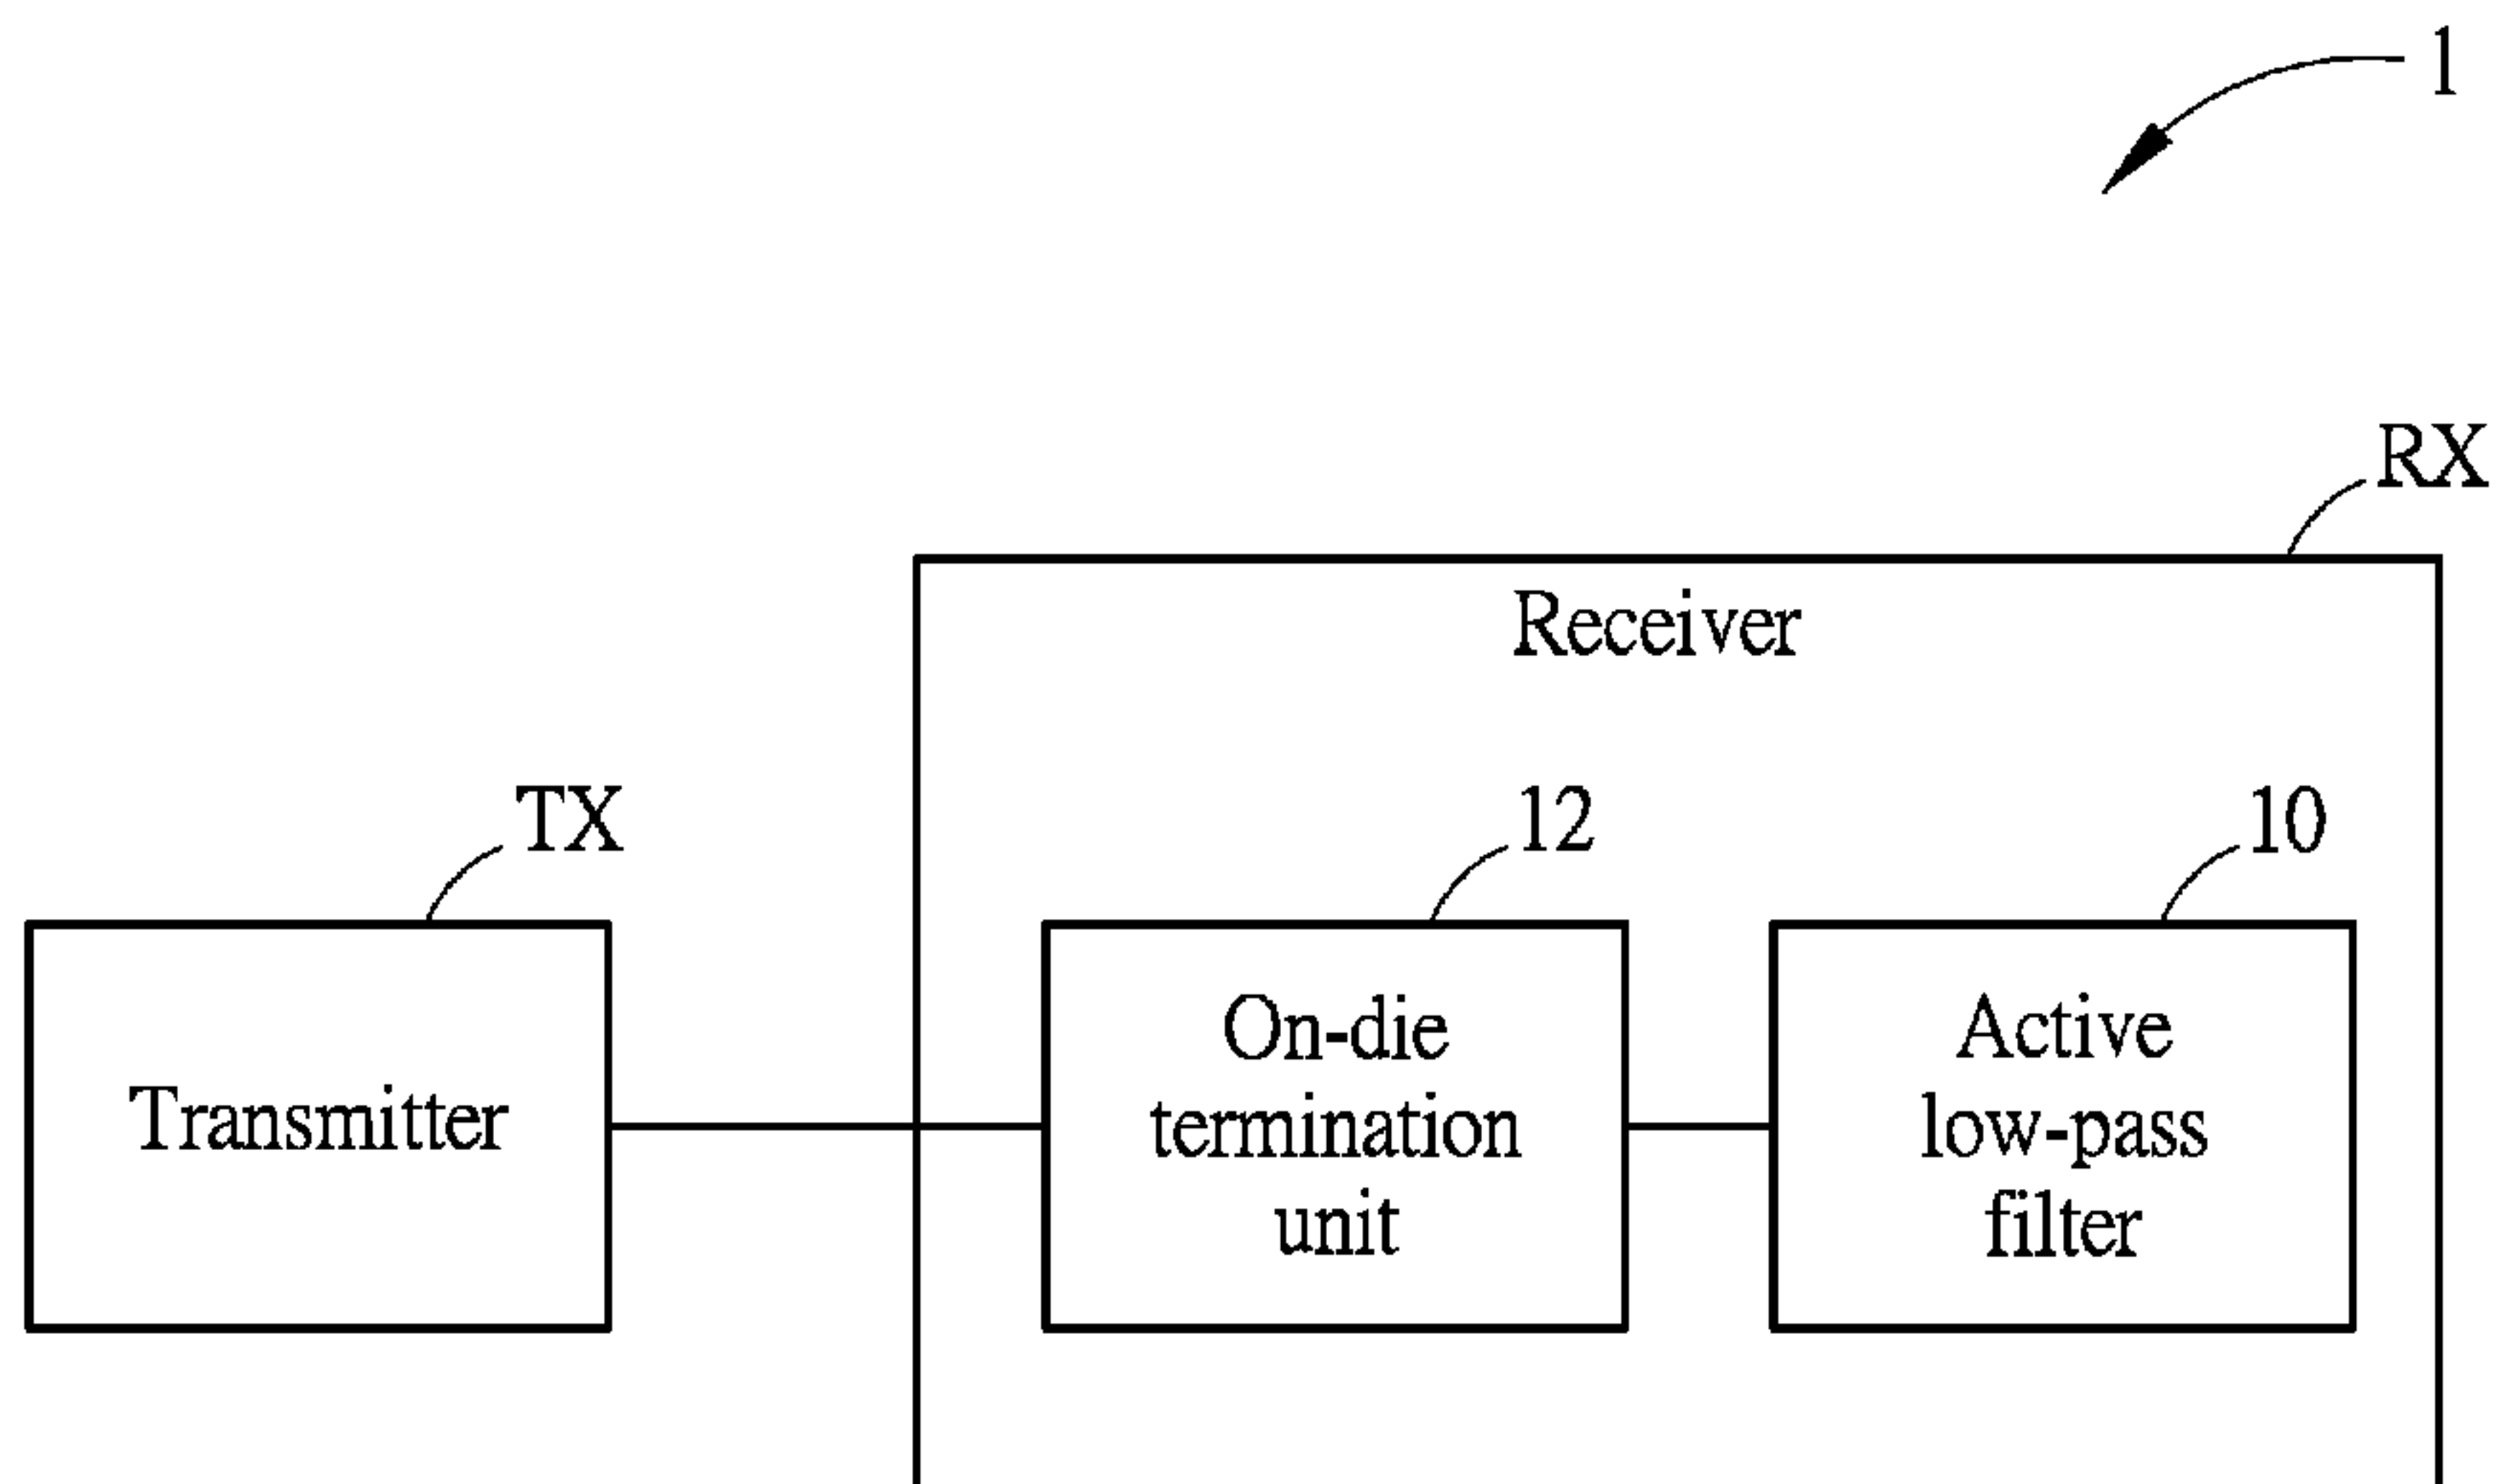 1
RX
Receiver
TX
12
10
Transmitter
On-die
termination
unit
Active
low-pass
filter